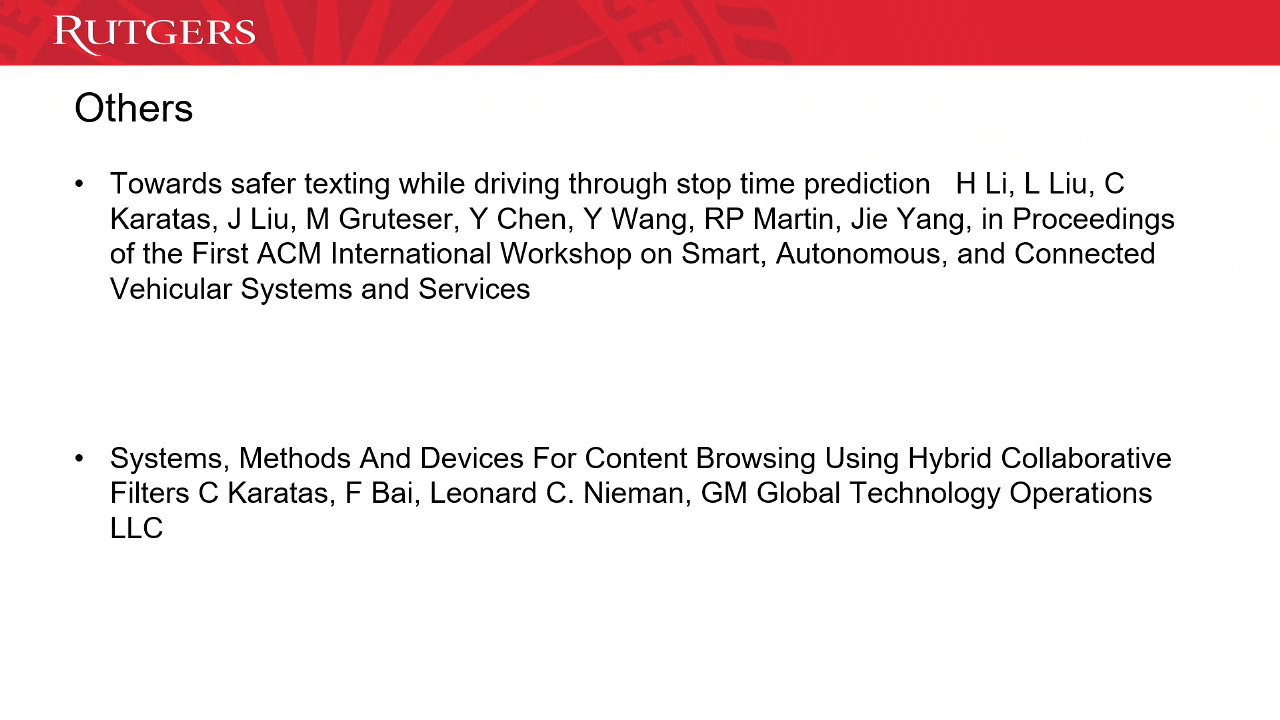 RUTGERS
Others
• Towards safer texting while driving through stop time prediction H Li, L Liu, C
Karatas, J Liu, M Gruteser, Y Chen, Y Wang, RP Martin, Jie Yang, in Proceedings
of the First ACM International Workshop on Smart, Autonomous, and Connected
Vehicular Systems and Services
• Systems, Methods And Devices For Content Browsing Using Hybrid Collaborative
Filters C Karatas, F Bai, Leonard C. Nieman, GM Global Technology Operations
LLC